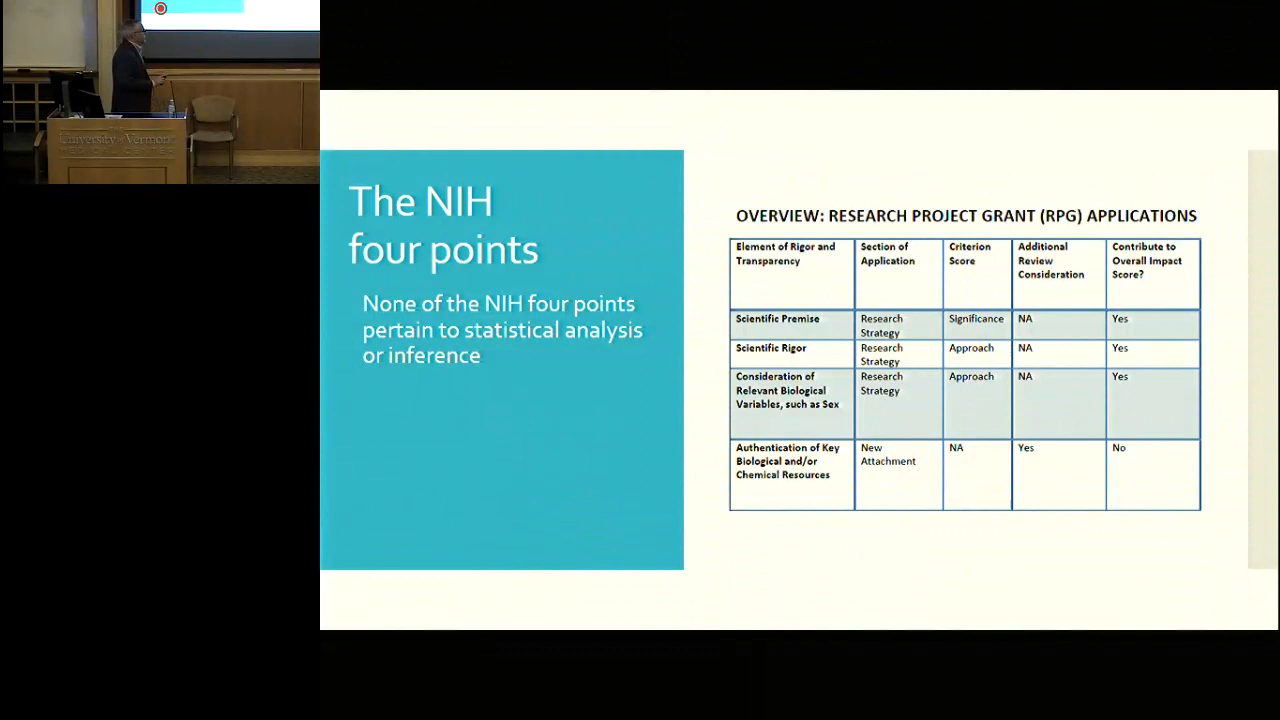 THE
University of Vermont
MEDICAL CENTER
The NIH
four points
None of the NIH four points
pertain to statistical analysis
or inference
OVERVIEW: RESEARCH PROJECT GRANT (RPG) APPLICATIONS
Element of Rigor and
Transparency
Section of
Application
Criterion
Score
Additional
Review
Consideration
Contribute to
Overall Impact
Score?
Scientific Premise
Research
Strategy
Significance
NA
Yes
Scientific Rigor
Research
Strategy
Approach
NA
Yes
Consideration of
Relevant Biological
Variables, such as Sex
Research
Strategy
Approach
NA
Yes
Authentication of Key
Biological and/or
Chemical Resources
New
Attachment
NA
Yes
No